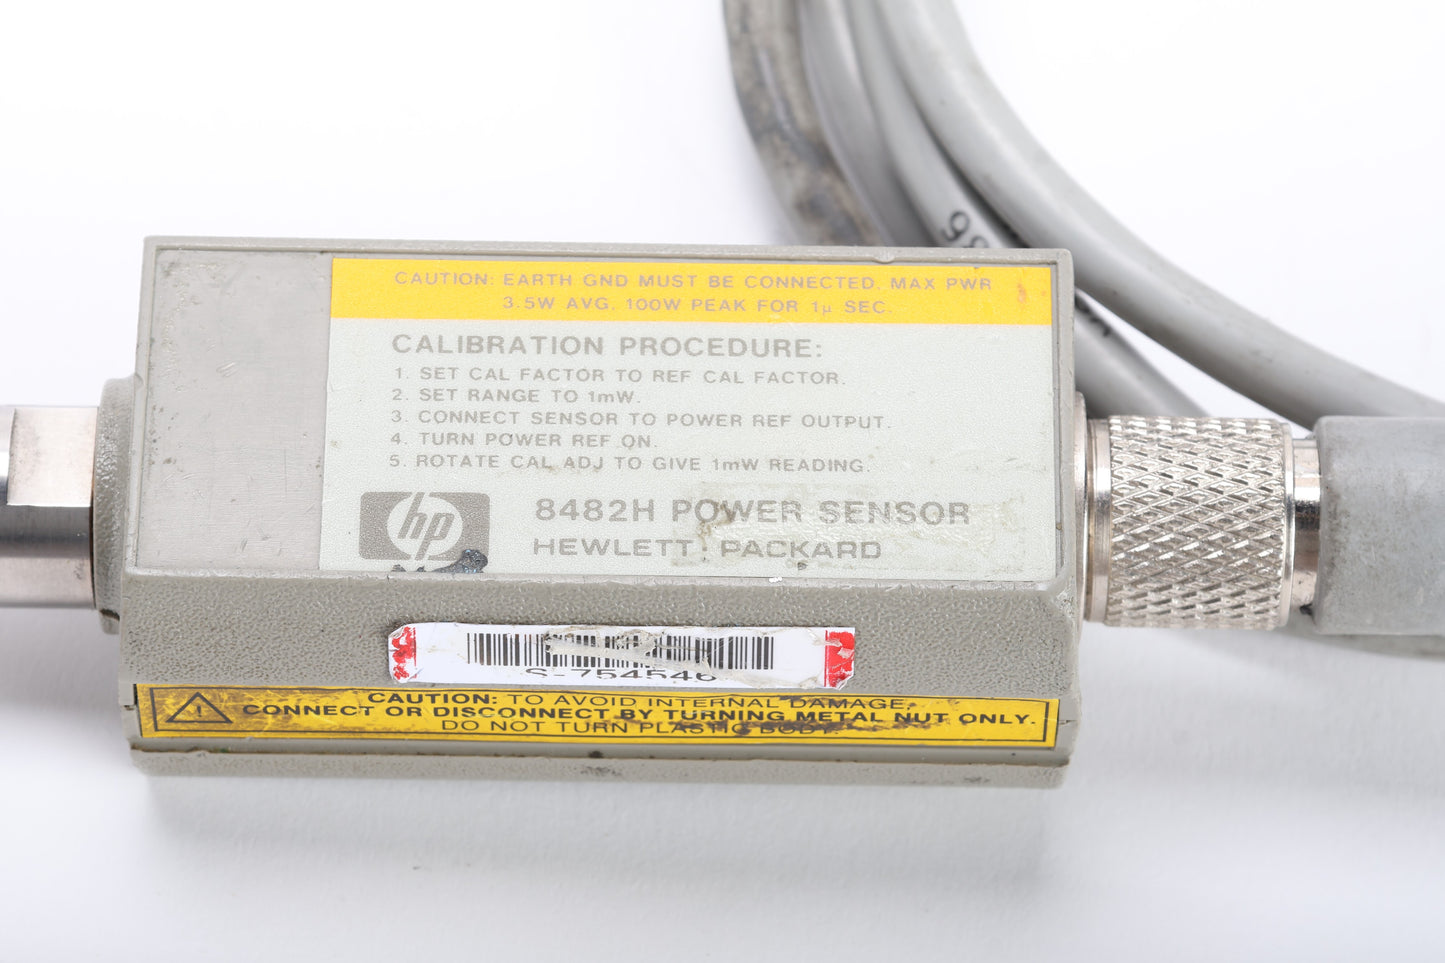 CAUTION: EARTH GND MUST BE CONNECTED. MAX PWR
3.5W AVG. 100W PEAK FOR 1µ SEC.
CALIBRATION PROCEDURE:
1. SET CAL FACTOR TO REF CAL FACTOR.
2. SET RANGE TO 1mW.
3. CONNECT SENSOR TO POWER REF OUTPUT.
4. TURN POWER REF ON.
5. ROTATE CAL ADJ TO GIVE 1mW READING.
hp
8482H POWER SENSOR
HEWLETT · PACKARD
S-754546
CAUTION: TO AVOID INTERNAL DAMAGE,
CONNECT OR DISCONNECT BY TURNING METAL NUT ONLY.
DO NOT TURN PLASTIC BODY.